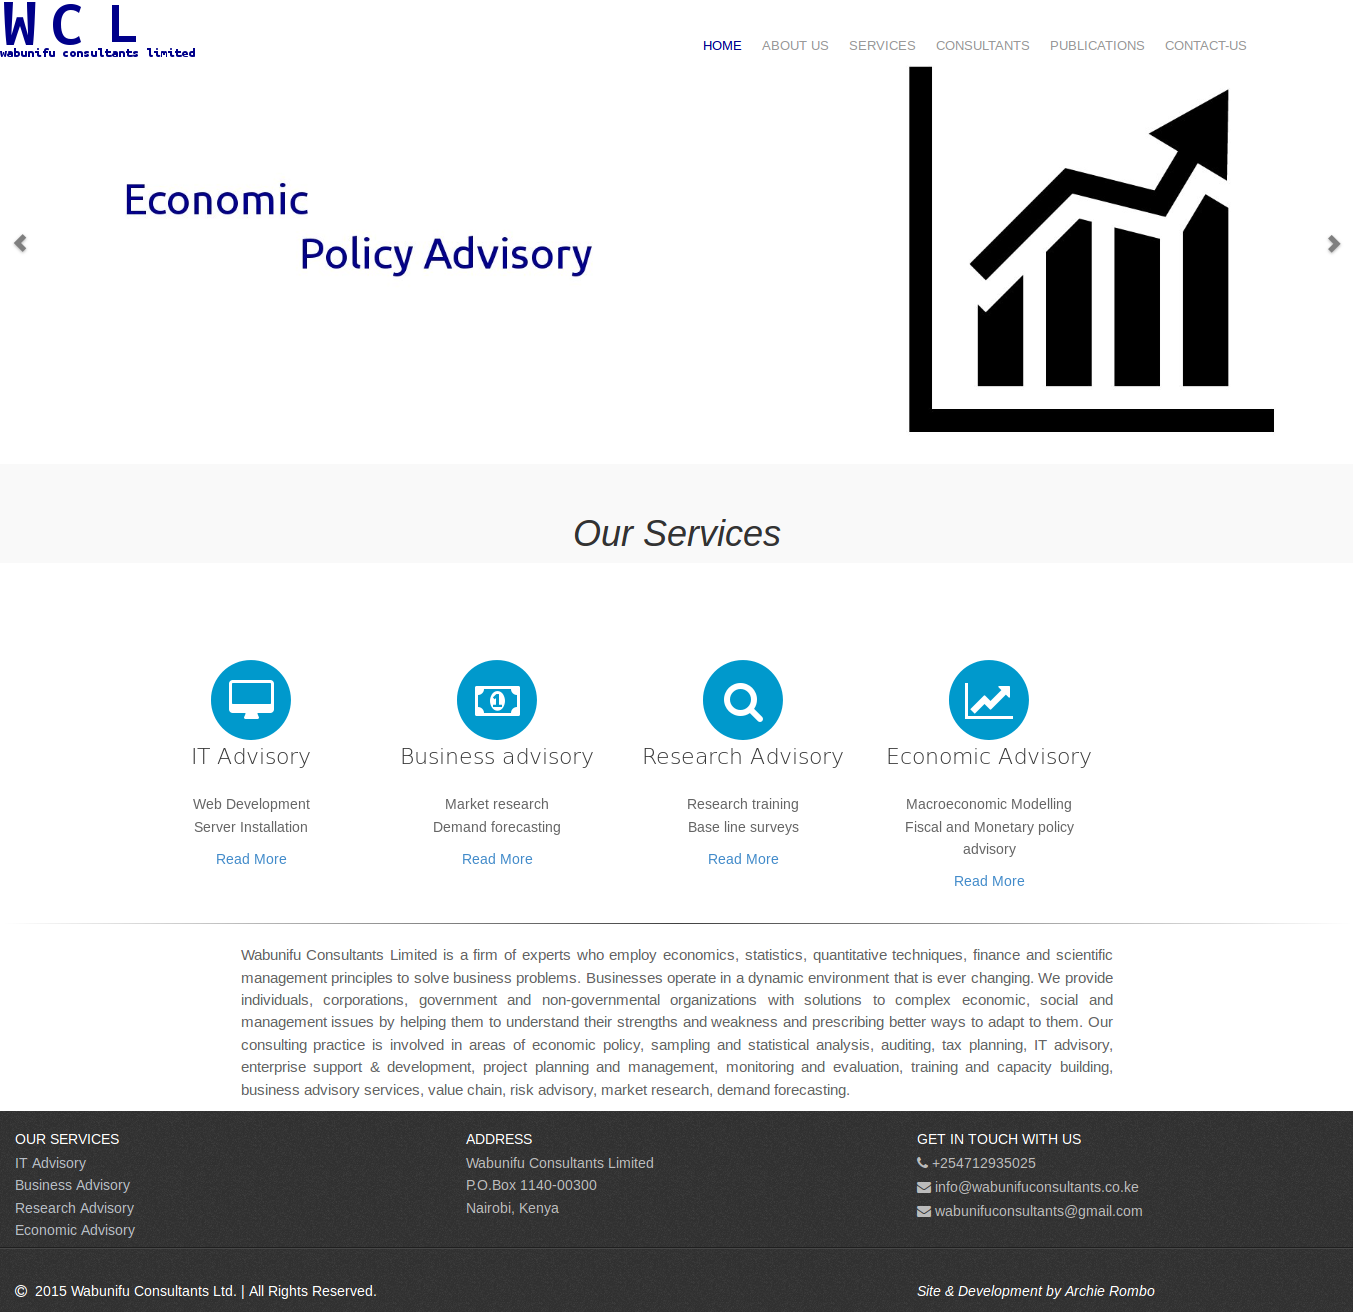 W C L
wabunifu consultants limited
HOME ABOUT US SERVICES CONSULTANTS PUBLICATIONS CONTACT-US
Economic
Policy Advisory
Our Services
1
IT Advisory
Web Development
Server Installation
Read More
Business advisory
Market research
Demand forecasting
Read More
Research Advisory
Research training
Base line surveys
Read More
Economic Advisory
Macroeconomic Modelling
Fiscal and Monetary policy
advisory
Read More
Wabunifu Consultants Limited is a firm of experts who employ economics, statistics, quantitative techniques, finance and scientific
management principles to solve business problems. Businesses operate in a dynamic environment that is ever changing. We provide
individuals, corporations, government and non-governmental organizations with solutions to complex economic, social and
management issues by helping them to understand their strengths and weakness and prescribing better ways to adapt to them. Our
consulting practice is involved in areas of economic policy, sampling and statistical analysis, auditing, tax planning, IT advisory,
enterprise support & development, project planning and management, monitoring and evaluation, training and capacity building,
business advisory services, value chain, risk advisory, market research, demand forecasting.
OUR SERVICES
IT Advisory
Business Advisory
Research Advisory
Economic Advisory
ADDRESS
Wabunifu Consultants Limited
P.O.Box 1140-00300
Nairobi, Kenya
GET IN TOUCH WITH US
+254712935025
info@wabunifuconsultants.co.ke
wabunifuconsultants@gmail.com
© 2015 Wabunifu Consultants Ltd. | All Rights Reserved.
Site & Development by Archie Rombo